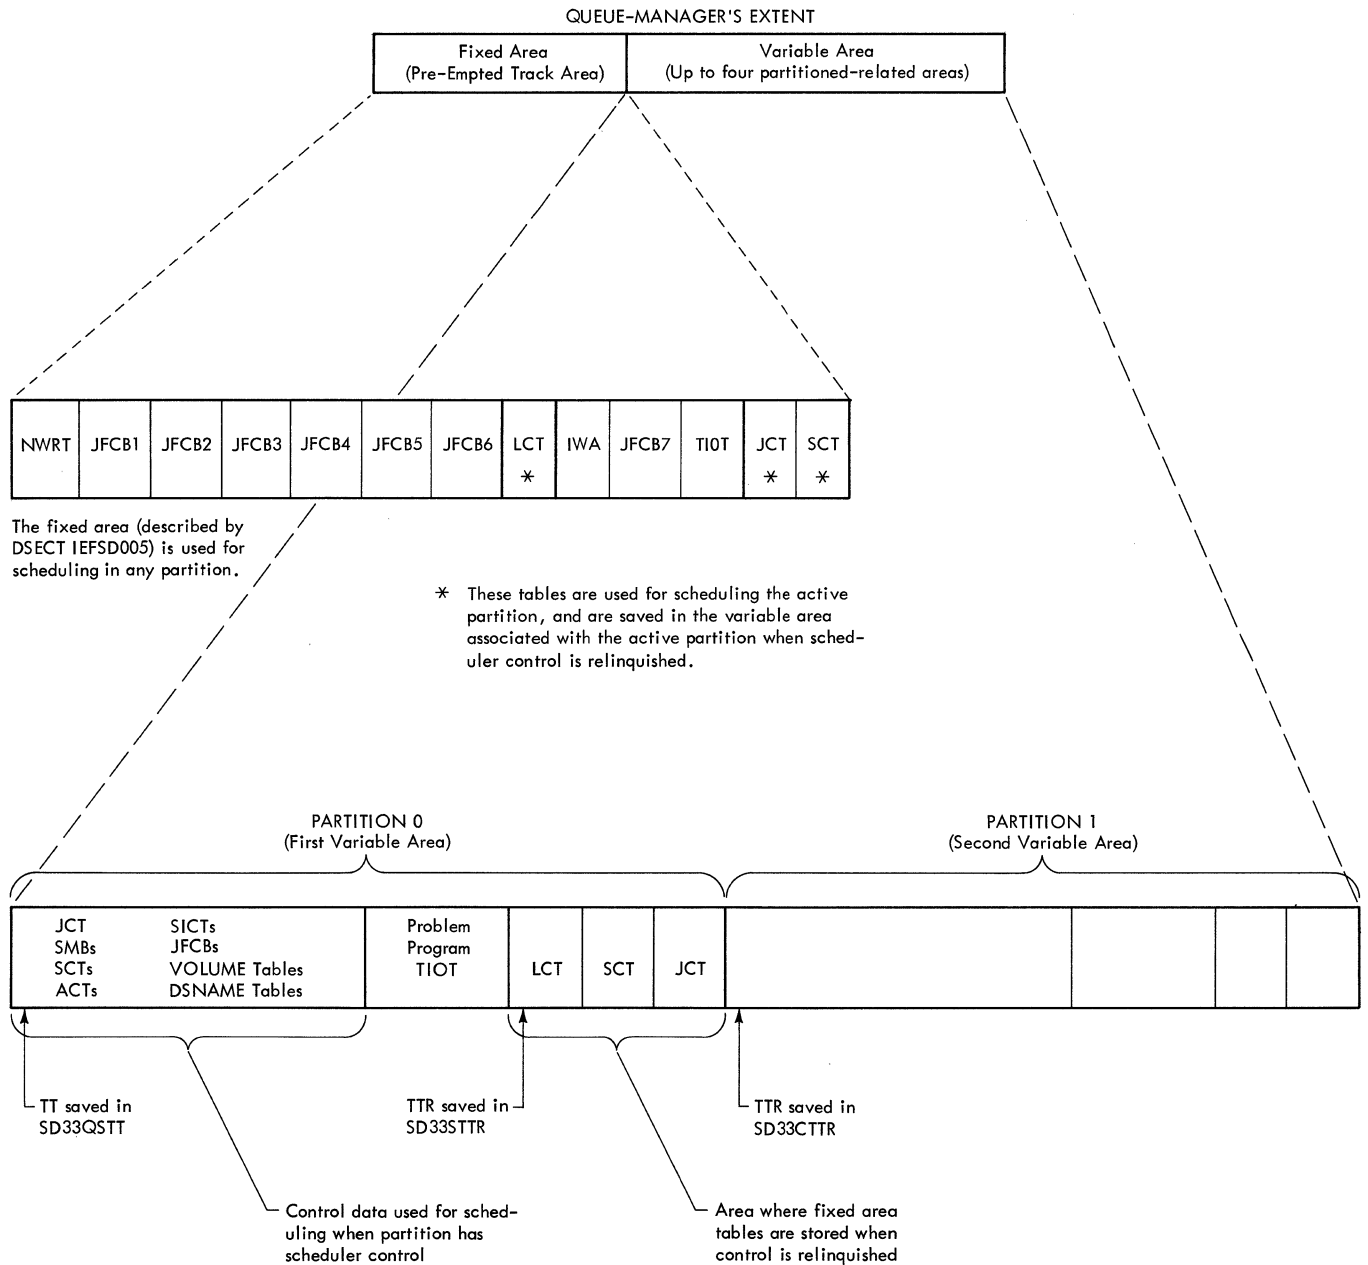 QUEUE-MANAGER'S EXTENT
Fixed Area
(Pre-Empted Track Area)
Variable Area
(Up to four partitioned-related areas)
NWRT JFCB1 JFCB2 JFCB3 JFCB4 JFCB5 JFCB6 LCT IWA JFCB7 TIOT JCT SCT
* * *
The fixed area (described by
DSECT IEFSD005) is used for
scheduling in any partition.
* These tables are used for scheduling the active
partition, and are saved in the variable area
associated with the active partition when sched-
uler control is relinquished.
PARTITION 0
(First Variable Area)
PARTITION 1
(Second Variable Area)
JCT SICTs
SMBs JFCBs
SCTs VOLUME Tables
ACTs DSNAME Tables
Problem
Program
TIOT
LCT SCT JCT
TT saved in
SD33QSTT
TTR saved in
SD33STTR
TTR saved in
SD33CTTR
Control data used for sched-
uling when partition has
scheduler control
Area where fixed area
tables are stored when
control is relinquished